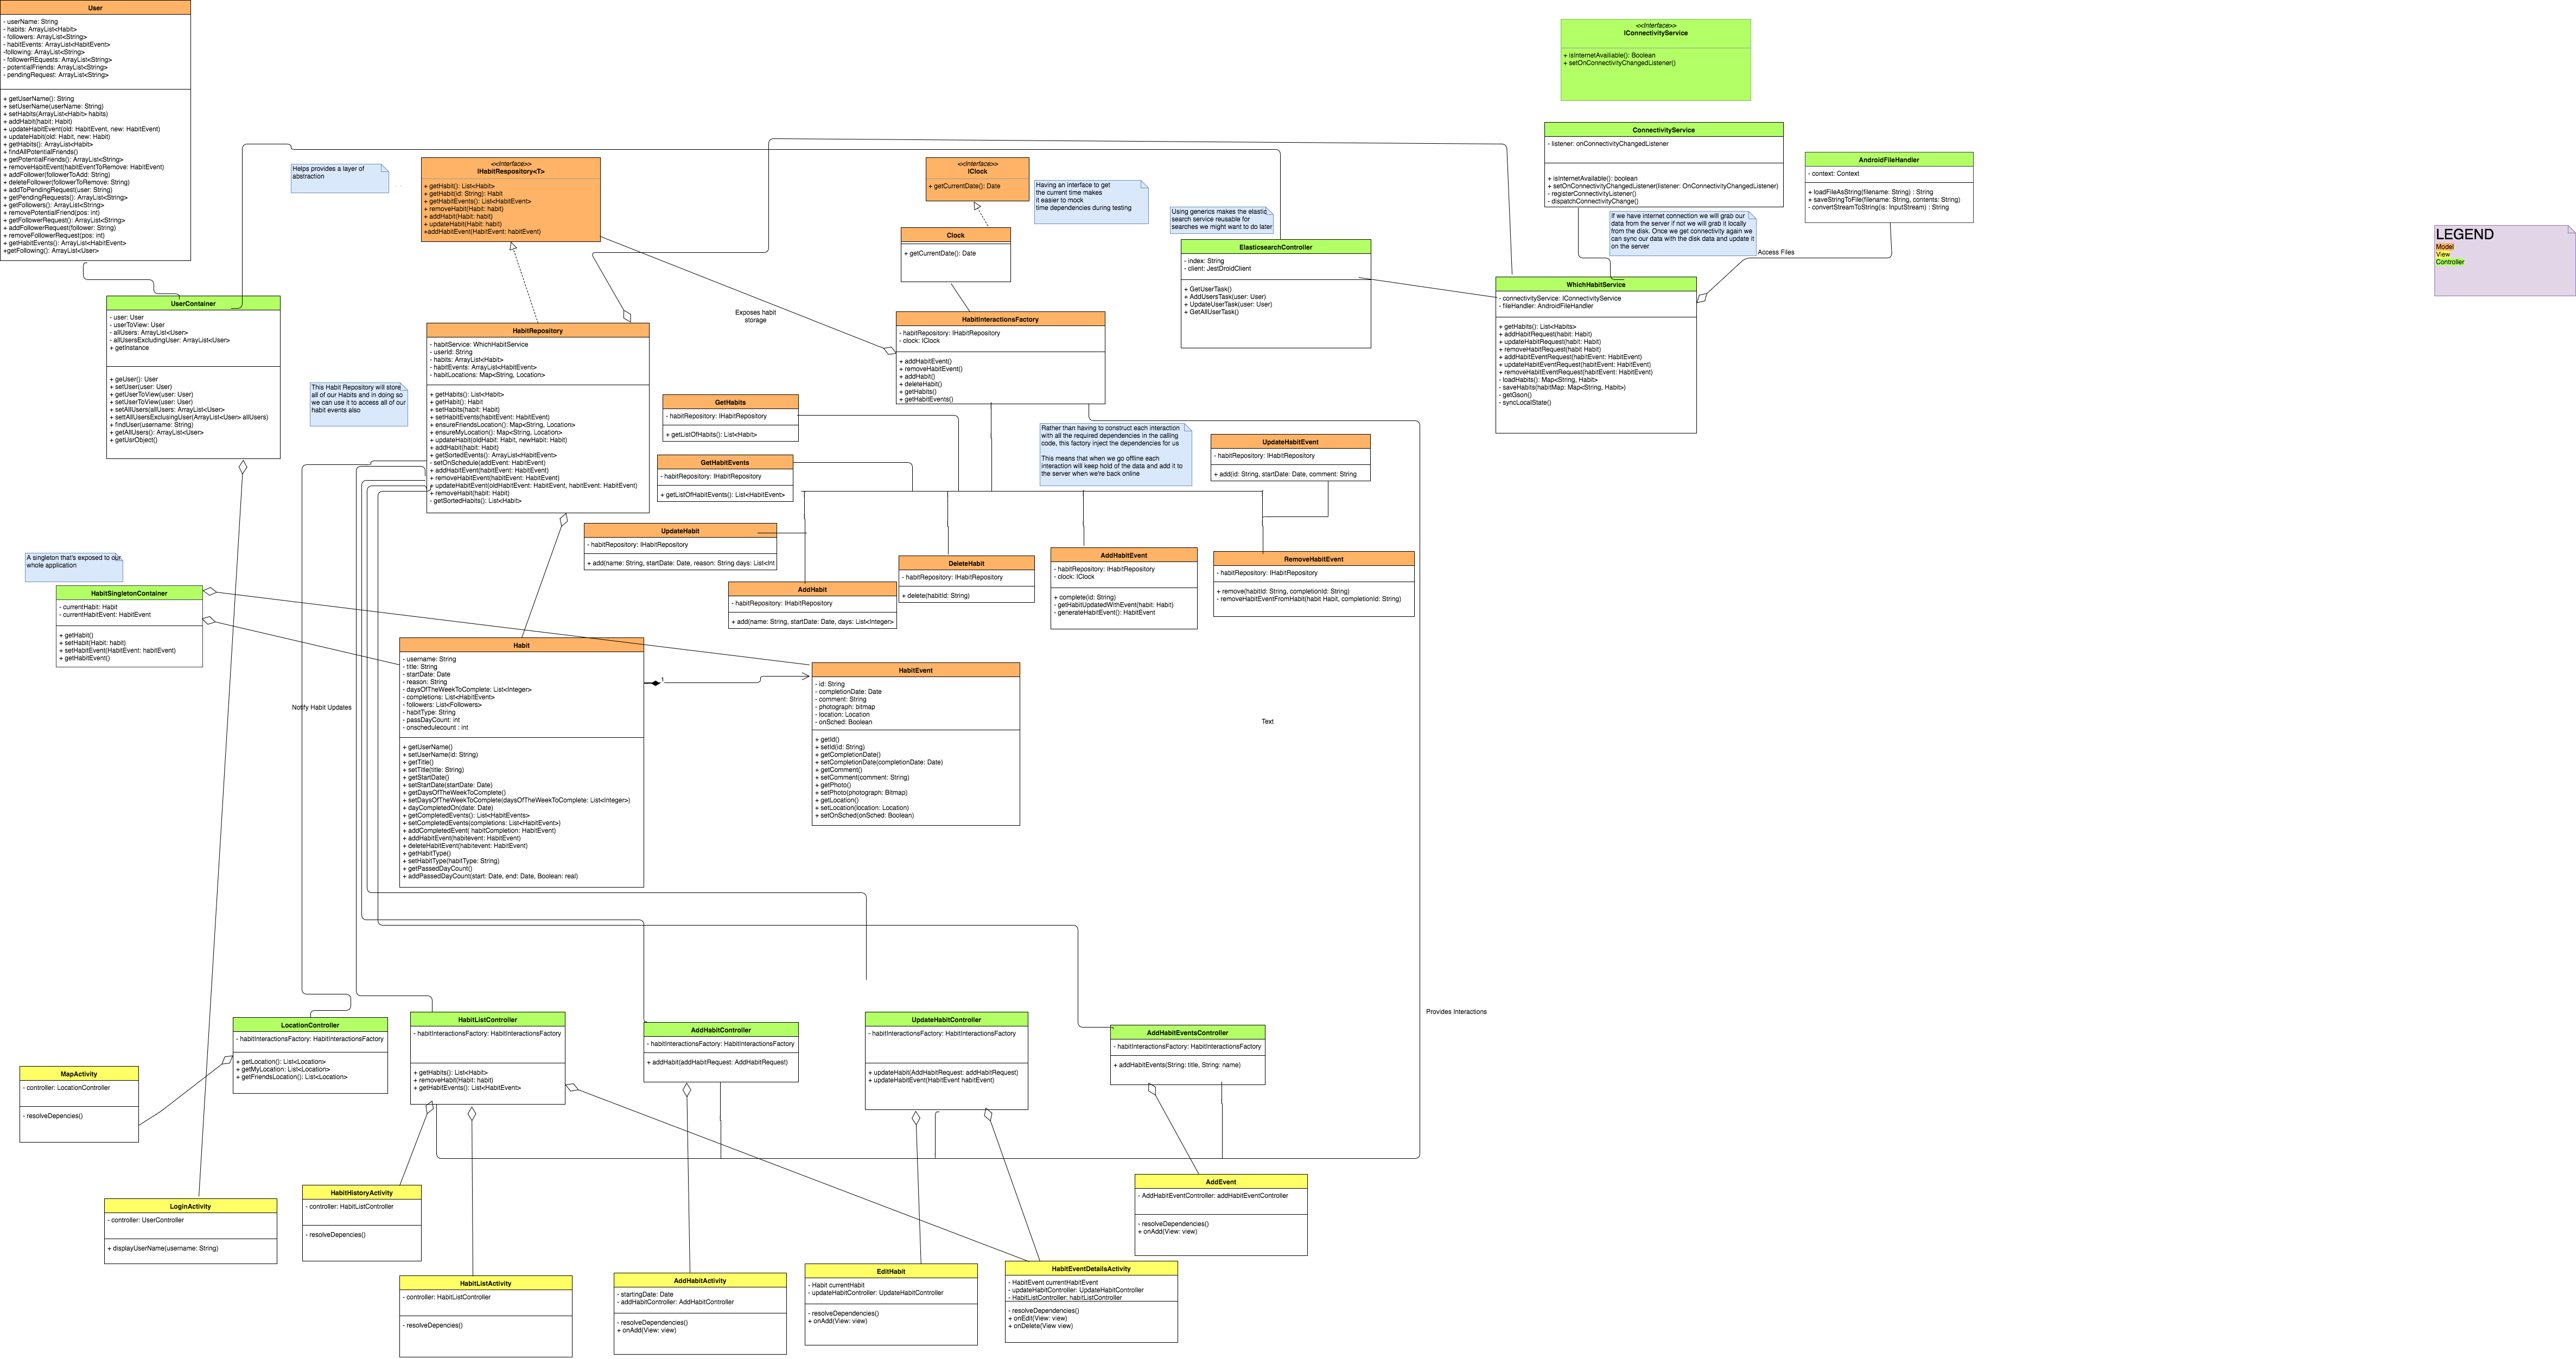 User
- userName: String
- habits: ArrayList<Habit>
- followers: ArrayList<String>
- habitEvents: ArrayList<HabitEvent>
-following: ArrayList<String>
- followerREquests: ArrayList<String>
- potentialFriends: ArrayList<String>
- pendingRequest: ArrayList<String>
+ getUserName(): String
+ setUserName(userName: String)
+ setHabits(ArrayList<Habit> habits)
+ addHabit(habit: Habit)
+ updateHabitEvent(old: HabitEvent, new: HabitEvent)
+ updateHabit(old: Habit, new: Habit)
+ getHabits(): ArrayList<Habit>
+ findAllPotentialFriends()
+ getPotentialFriends(): ArrayList<String>
+ removeHabitEvent(habitEventToRemove: HabitEvent)
+ addFollower(followerToAdd: String)
+ deleteFollower(followerToRemove: String)
+ addToPendingRequest(user: String)
+ getPendingRequests(): ArrayList<String>
+ getFollowers(): ArrayList<String>
+ removePotentialFriend(pos: int)
+ getFollowerRequest(): ArrayList<String>
+ addFollowerRequest(follower: String)
+ removeFollowerRequest(pos: int)
+ getHabitEvents(): ArrayList<HabitEvent>
+getFollowing(): ArrayList<User>
<<Interface>>
IConnectivityService
+ isInternetAvailiable(): Boolean
+ setOnConnectivityChangedListener()
ConnectivityService
- listener: onConnectivityChangedListener
+ isInternetAvailable(): boolean
+ setOnConnectivityChangedListener(listener: OnConnectivityChangedListener)
- registerConnectivityListener()
- dispatchConnectivityChange()
AndroidFileHandler
- context: Context
+ loadFileAsString(filename: String) : String
+ saveStringToFile(filename: String, contents: String)
- convertStreamToString(is: InputStream) : String
If we have internet connection we will grab our
data from the server if not we will grab it locally
from the disk. Once we get connectivity again we
can sync our data with the disk data and update it
on the server
Access Files
LEGEND
Model
View
Controller
Helps provides a layer of
abstraction
<<Interface>>
IHabitRespository<T>
+ getHabit(): List<Habit>
+ getHabit(id: String): Habit
+ getHabitEvents(): List<HabitEvent>
+ removeHabit(Habit: habit)
+ addHabit(Habit: habit)
+ updateHabit(Habit: habit)
+addHabitEvent(HabitEvent: habitEvent)
<<Interface>>
IClock
+ getCurrentDate(): Date
Having an interface to get
the current time makes
it easier to mock
time dependencies during testing
Using generics makes the elastic
search service reusable for
searches we might want to do later
Clock
+ getCurrentDate(): Date
ElasticsearchController
- index: String
- client: JestDroidClient
+ GetUserTask()
+ AddUsersTask(user: User)
+ UpdateUserTask(user: User)
+ GetAllUserTask()
WhichHabitService
- connectivityService: IConnectivityService
- fileHandler: AndroidFileHandler
+ getHabits(): List<Habits>
+ addHabitRequest(habit: Habit)
+ updateHabitRequest(habit: Habit)
+ removeHabitRequest(habit Habit)
+ addHabitEventRequest(habitEvent: HabitEvent)
+ updateHabitEventRequest(habitEvent: HabitEvent)
+ removeHabitEventRequest(habitEvent: HabitEvent)
- loadHabits(): Map<String, Habit>
- saveHabits(habitMap: Map<String, Habit>)
- getGson()
- syncLocalState()
UserContainer
- user: User
- userToView: User
- allUsers: ArrayList<User>
- allUsersExcludingUser: ArrayList<User>
+ getInstance
+ geUser(): User
+ setUser(user: User)
+ getUserToView(user: User)
+ setUserToView(user: User)
+ setAllUsers(allUsers: ArrayList<User>
+ setAllUsersExclusingUser(ArrayList<User> allUsers)
+ findUser(username: String)
+ getAllUsers(): ArrayList<User>
+ getUsrObject()
This Habit Repository will store
all of our Habits and in doing so
we can use it to access all of our
habit events also
HabitRepository
- habitService: WhichHabitService
- userId: String
- habits: ArrayList<Habit>
- habitEvents: ArrayList<HabitEvent>
- habitLocations: Map<String, Location>
+ getHabits(): List<Habit>
+ getHabit(): Habit
+ setHabits(habit: Habit)
+ setHabitEvents(habitEvent: HabitEvent)
+ ensureFriendsLocation(): Map<String, Location>
+ ensureMyLocation(): Map<String, Location>
+ updateHabit(oldHabit: Habit, newHabit: Habit)
+ addHabit(habit: Habit)
+ getSortedEvents(): ArrayList<HabitEvent>
- setOnSchedule(addEvent: HabitEvent)
+ addHabitEvent(habitEvent: HabitEvent)
+ removeHabitEvent(habitEvent: HabitEvent)
+ updateHabitEvent(oldHabitEvent: HabitEvent, habitEvent: HabitEvent)
+ removeHabit(habit: Habit)
- getSortedHabits(): List<Habit>
Exposes habit
storage
HabitInteractionsFactory
- habitRepository: IHabitRepository
- clock: IClock
+ addHabitEvent()
+ removeHabitEvent()
+ addHabit()
+ deleteHabit()
+ getHabits()
+ getHabitEvents()
GetHabits
- habitRepository: IHabitRepository
+ getListOfHabits(): List<Habit>
GetHabitEvents
- habitRepository: IHabitRepository
+ getListOfHabitEvents(): List<HabitEvent>
Rather than having to construct each interaction
with all the required dependencies in the calling
code, this factory inject the dependencies for us
This means that when we go offline each
interaction will keep hold of the data and add it to
the server when we're back online
UpdateHabitEvent
- habitRepository: IHabitRepository
+ add(id: String, startDate: Date, comment: String
UpdateHabit
- habitRepository: IHabitRepository
+ add(name: String, startDate: Date, reason: String days: List<Int
AddHabit
- habitRepository: IHabitRepository
+ add(name: String, startDate: Date, days: List<Integer>
DeleteHabit
- habitRepository: IHabitRepository
+ delete(habitId: String)
AddHabitEvent
- habitRepository: IHabitRepository
- clock: IClock
+ complete(id: String)
- getHabitUpdatedWithEvent(habit: Habit)
- generateHabitEvent(): HabitEvent
RemoveHabitEvent
- habitRepository: IHabitRepository
+ remove(habitId: String, completionId: String)
- removeHabitEventFromHabit(habit Habit, completionId: String)
A singleton that's exposed to our
whole application
HabitSingletonContainer
- currentHabit: Habit
- currentHabitEvent: HabitEvent
+ getHabit()
+ setHabit(Habit: habit)
+ setHabitEvent(HabitEvent: habitEvent)
+ getHabitEvent()
Habit
- username: String
- title: String
- startDate: Date
- reason: String
- daysOfTheWeekToComplete: List<Integer>
- completions: List<HabitEvent>
- followers: List<Followers>
- habitType: String
- passDayCount: int
- onschedulecount : int
+ getUserName()
+ setUserName(id: String)
+ getTitle()
+ setTitle(title: String)
+ getStartDate()
+ setStartDate(startDate: Date)
+ getDaysOfTheWeekToComplete()
+ setDaysOfTheWeekToComplete(daysOfTheWeekToComplete: List<Integer>)
+ dayCompletedOn(date: Date)
+ getCompletedEvents(): List<HabitEvents>
+ setCompletedEvents(completions: List<HabitEvent>)
+ addCompletedEvent( habitCompletion: HabitEvent)
+ addHabitEvent(habitevent: HabitEvent)
+ deleteHabitEvent(habitevent: HabitEvent)
+ getHabitType()
+ setHabitType(habitType: String)
+ getPassedDayCount()
+ addPassedDayCount(start: Date, end: Date, Boolean: real)
1
HabitEvent
- id: String
- completionDate: Date
- comment: String
- photograph: bitmap
- location: Location
- onSched: Boolean
+ getId()
+ setId(id: String)
+ getCompletionDate()
+ setCompletionDate(completionDate: Date)
+ getComment()
+ setComment(comment: String)
+ getPhoto()
+ setPhoto(photograph: Bitmap)
+ getLocation()
+ setLocation(location: Location)
+ setOnSched(onSched: Boolean)
Notify Habit Updates
Text
Provides Interactions
LocationController
- habitInteractionsFactory: HabitInteractionsFactory
+ getLocation(): List<Location>
+ getMyLocation: List<Location>
+ getFriendsLocation(): List<Location>
HabitListController
- habitInteractionsFactory: HabitInteractionsFactory
+ getHabits(): List<Habit>
+ removeHabit(Habit: habit)
+ getHabitEvents(): List<HabitEvent>
AddHabitController
- habitInteractionsFactory: HabitInteractionsFactory
+ addHabit(addHabitRequest: AddHabitRequest)
UpdateHabitController
- habitInteractionsFactory: HabitInteractionsFactory
+ updateHabit(AddHabitRequest: addHabitRequest)
+ updateHabitEvent(HabitEvent habitEvent)
AddHabitEventsController
- habitInteractionsFactory: HabitInteractionsFactory
+ addHabitEvents(String: title, String: name)
MapActivity
- controller: LocationController
- resolveDepencies()
LoginActivity
- controller: UserController
+ displayUserName(username: String)
HabitHistoryActivity
- controller: HabitListController
- resolveDepencies()
HabitListActivity
- controller: HabitListController
- resolveDepencies()
AddHabitActivity
- startingDate: Date
- addHabitController: AddHabitController
- resolveDependencies()
+ onAdd(View: view)
EditHabit
- Habit currentHabit
- updateHabitController: UpdateHabitController
- resolveDependencies()
+ onAdd(View: view)
HabitEventDetailsActivity
- HabitEvent currentHabitEvent
- updateHabitController: UpdateHabitController
- HabitListController: habitListController
- resolveDependencies()
+ onEdit(View: view)
+ onDelete(View view)
AddEvent
- AddHabitEventController: addHabitEventController
- resolveDependencies()
+ onAdd(View: view)